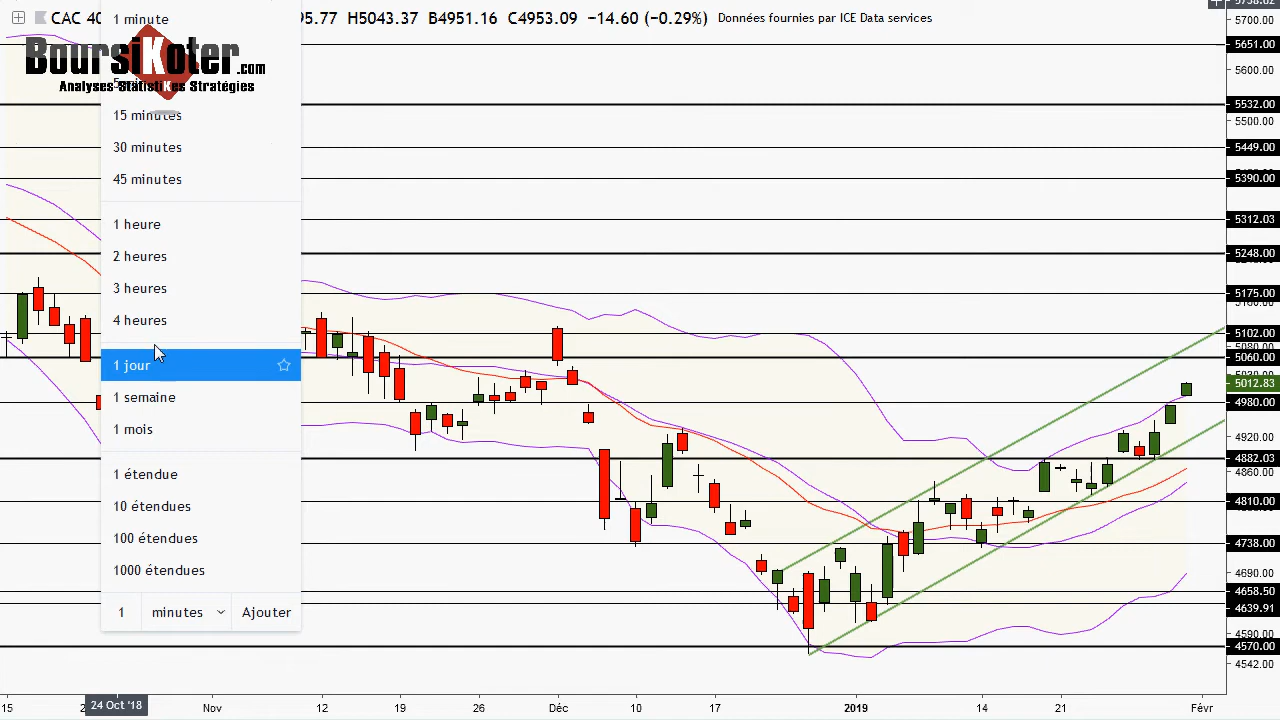 CAC 40
95.77 H5043.37 B4951.16 C4953.09 −14.60 (−0.29%) Données fournies par ICE Data services
BoursiKoter.com
Analyses StatistiKes Stratégies
1 minute
15 minutes
30 minutes
45 minutes
1 heure
2 heures
3 heures
4 heures
1 jour
1 semaine
1 mois
1 étendue
10 étendues
100 étendues
1000 étendues
1 minutes Ajouter
5700.00
5651.00
5600.00
5532.00
5500.00
5449.00
5390.00
5312.03
5248.00
5175.00
5102.00
5060.00
5012.83
4980.00
4920.00
4882.03
4860.00
4810.00
4738.00
4690.00
4658.50
4639.91
4590.00
4570.00
4542.00
15 24 Oct '18 Nov 12 19 26 Déc 10 17 2019 14 21 Févr